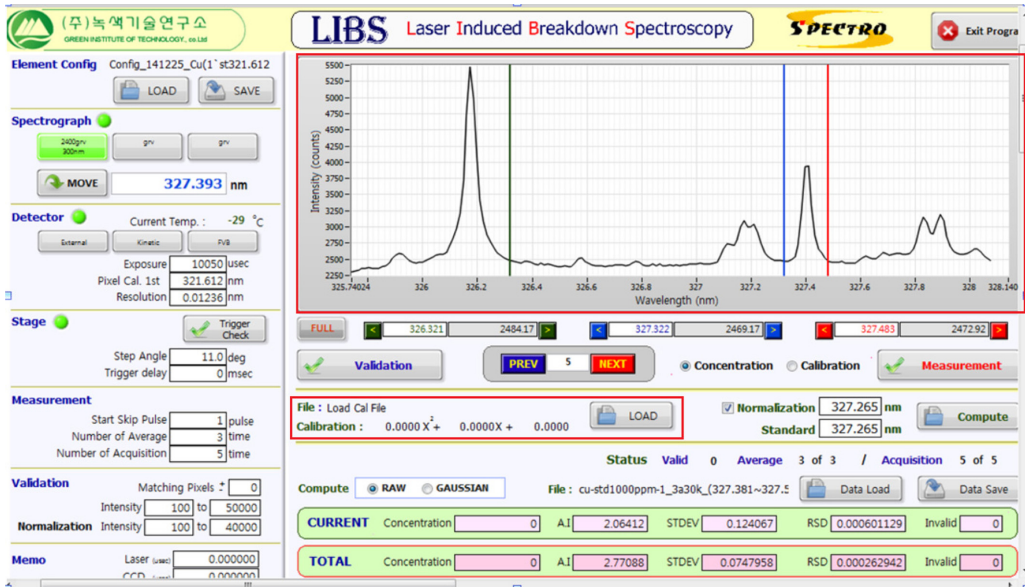 (주)녹색기술연구소
GREEN INSTITUTE OF TECHNOLOGY., co.Ltd
LIBS Laser Induced Breakdown Spectroscopy
SPECTRO
Exit Progra
Element Config Config_141225_Cu(1`st321.612
LOAD SAVE
Spectrograph
2400grv 300nm grv grv
MOVE 327.393 nm
Detector Current Temp. : -29 °C
External Kinetic FVB
Exposure 10050 usec
Pixel Cal. 1st 321.612 nm
Resolution 0.01236 nm
Stage Trigger Check
Step Angle 11.0 deg
Trigger delay 0 msec
Measurement
Start Skip Pulse 1 pulse
Number of Average 3 time
Number of Acquisition 5 time
Validation Matching Pixels ± 0
Intensity 100 to 50000
Normalization Intensity 100 to 40000
Memo Laser (usec) 0.000000
CCD (usec) 0.000000
Intensity (counts)
5500
5250
5000
4750
4500
4250
4000
3750
3500
3250
3000
2750
2500
2250
325.74024 326 326.2 326.4 326.6 326.8 327 327.2 327.4 327.6 327.8 328 328.140
Wavelength (nm)
FULL < 326.321 2484.17 > < 327.322 2469.17 > < 327.483 2472.92 >
Validation PREV 5 NEXT Concentration Calibration Measurement
File : Load Cal File
Calibration : 0.0000 X²+ 0.0000X + 0.0000
LOAD
Normalization 327.265 nm
Standard 327.265 nm
Compute
Status Valid 0 Average 3 of 3 / Acquisition 5 of 5
Compute RAW GAUSSIAN File : cu-std1000ppm-1_3a30k_(327.381~327.5 Data Load Data Save
CURRENT Concentration 0 A.I 2.06412 STDEV 0.124067 RSD 0.000601129 Invalid 0
TOTAL Concentration 0 A.I 2.77088 STDEV 0.0747958 RSD 0.000262942 Invalid 0